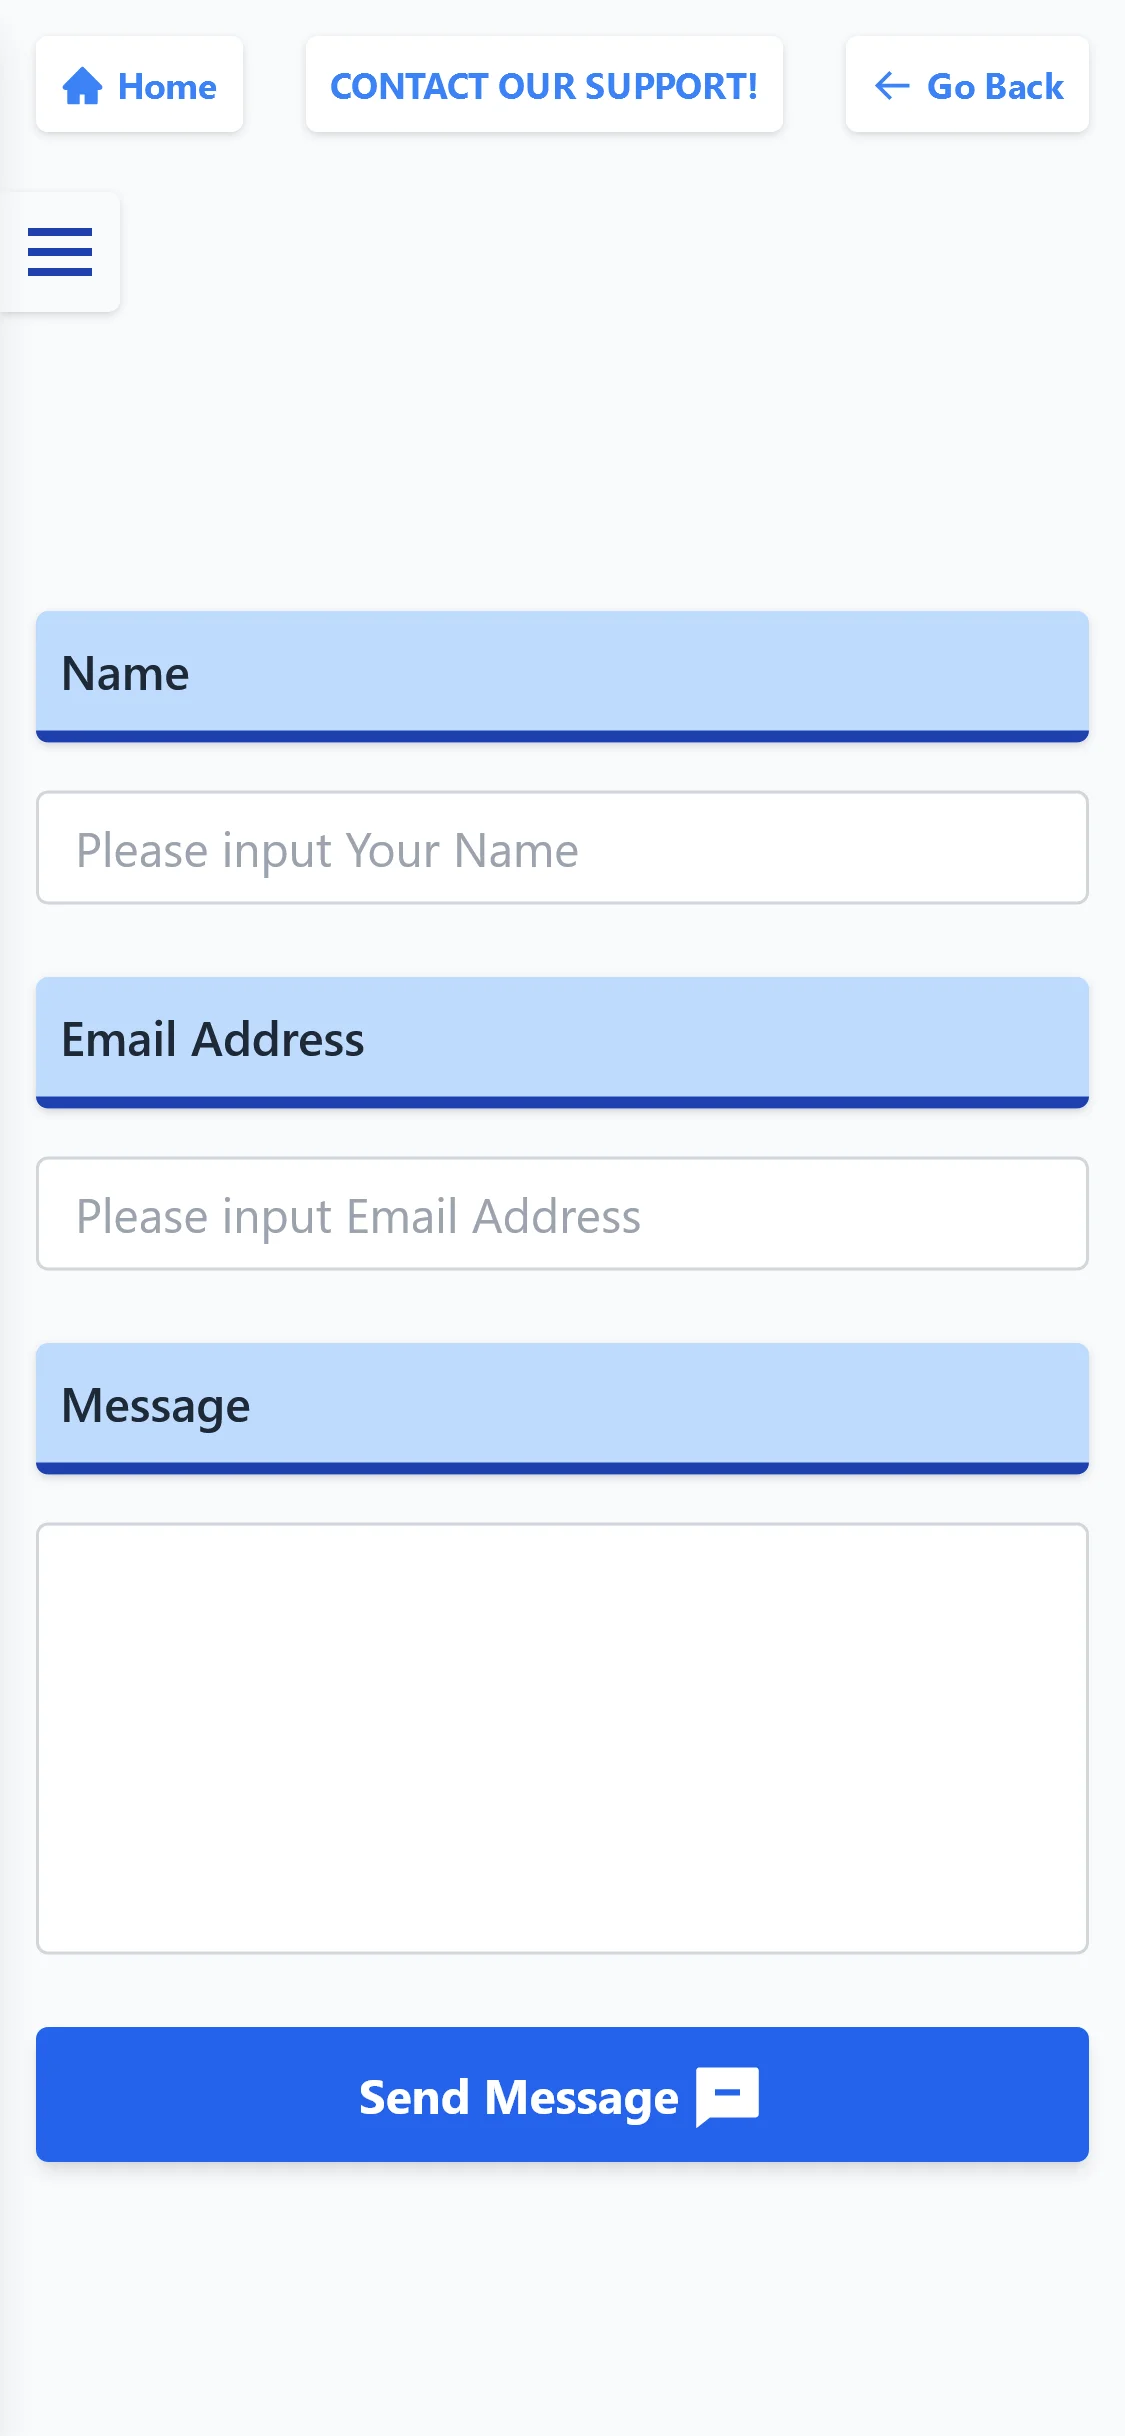 Home
CONTACT OUR SUPPORT!
Go Back
Name
Please input Your Name
Email Address
Please input Email Address
Message
Send Message